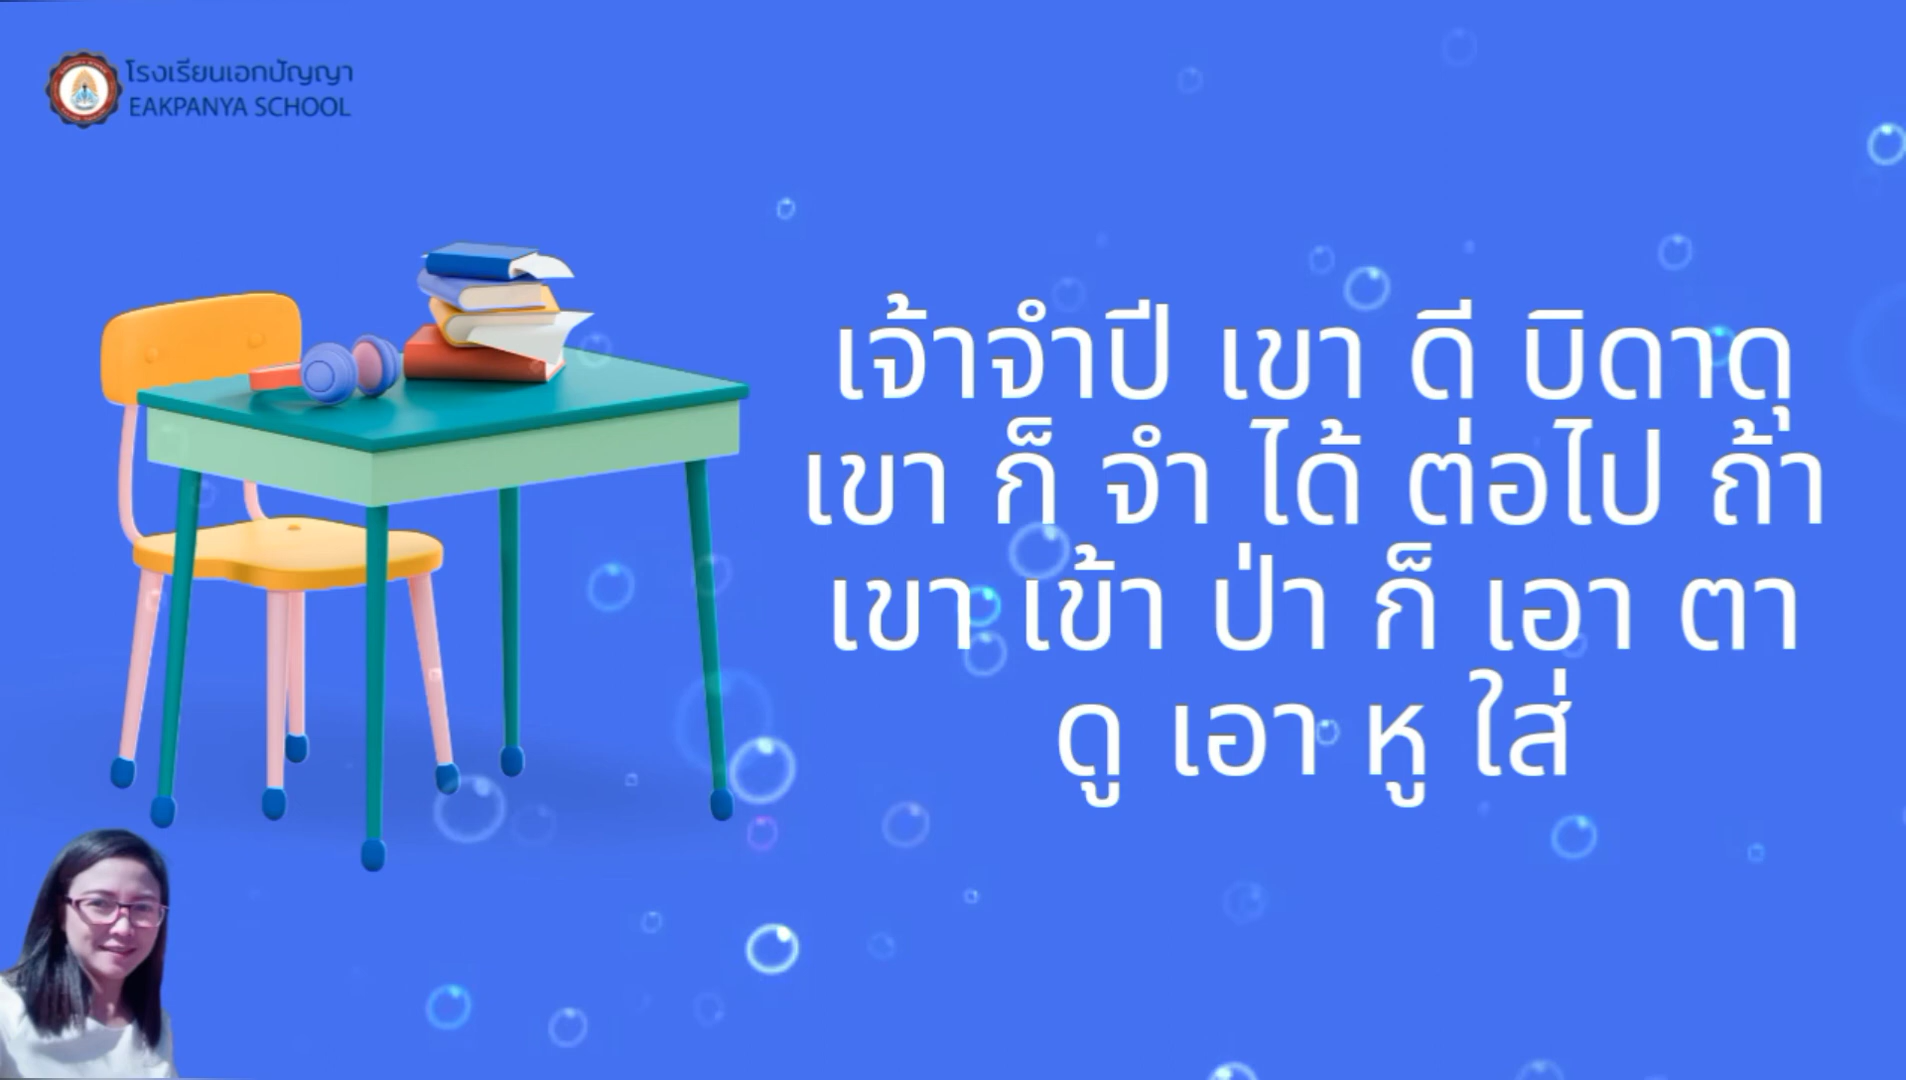 โรงเรียนเอกปัญญา
EAKPANYA SCHOOL
เจ้าจำปี เขา ดี บิดาดุ
เขา ก็ จำ ได้ ต่อไป ถ้า
เขา เข้า ป่า ก็ เอา ตา
ดู เอา หู ใส่